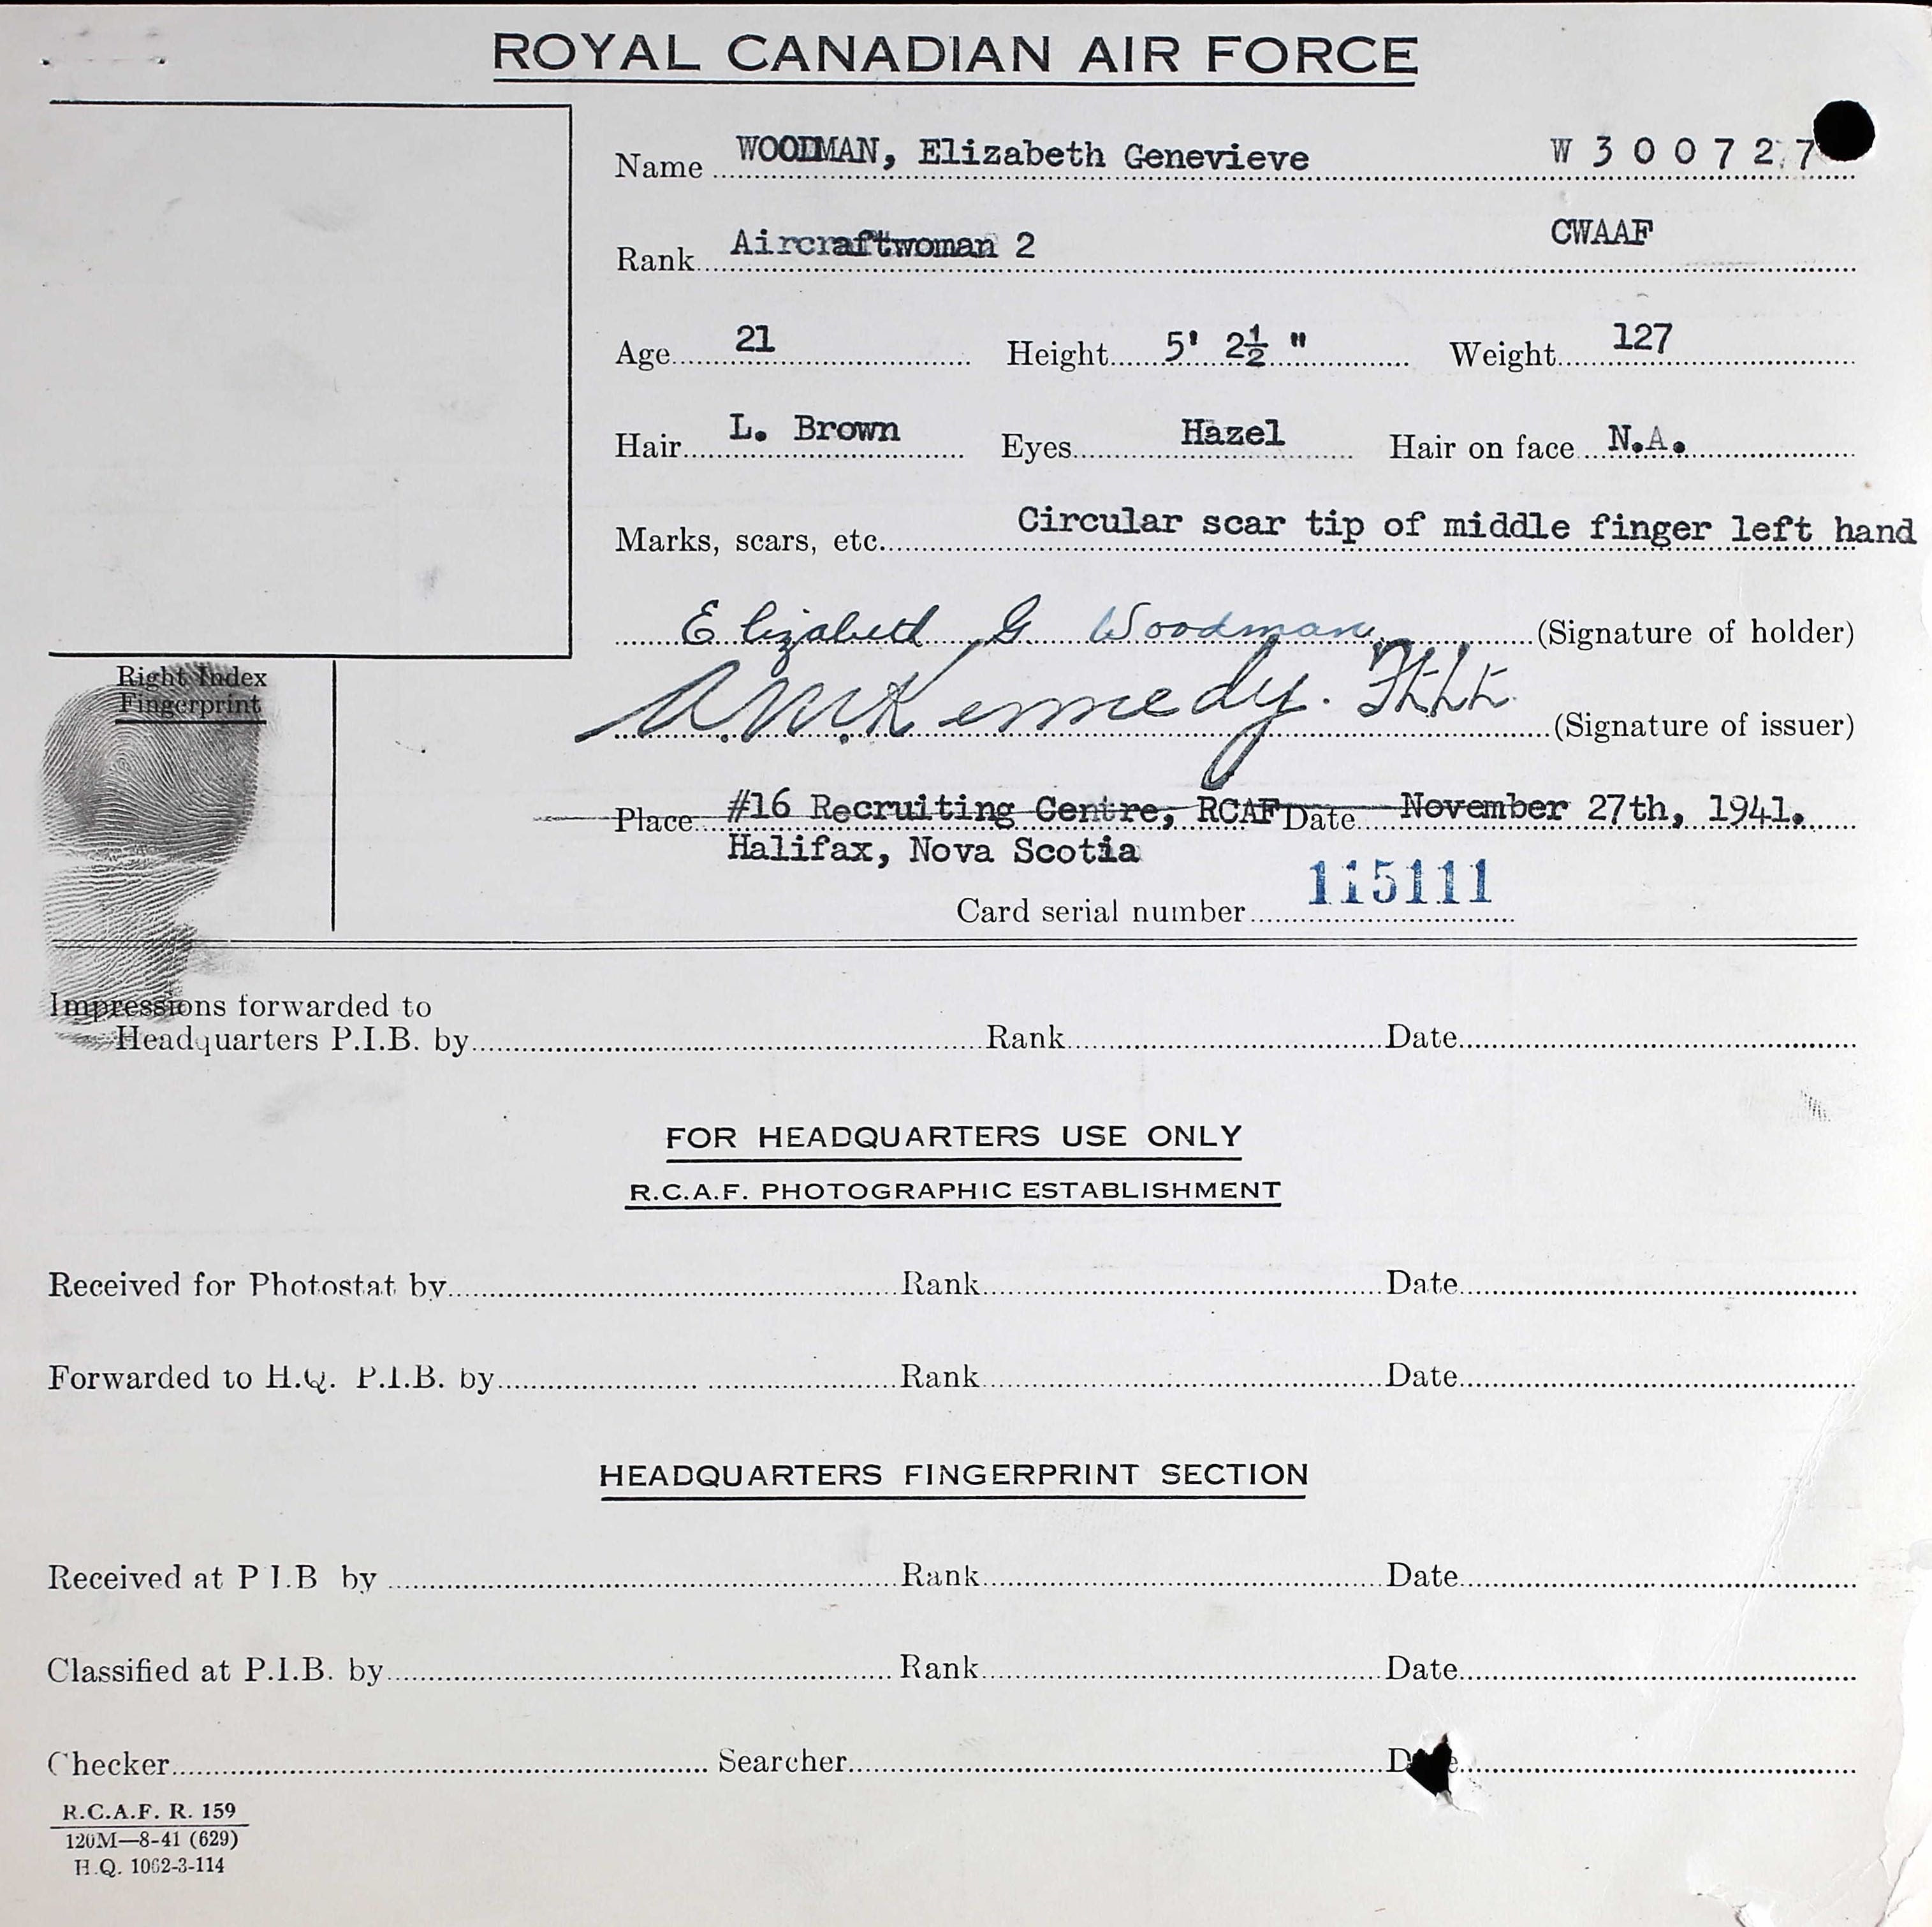 ROYAL CANADIAN AIR FORCE
Name WOODMAN, Elizabeth Genevieve W300727
Rank Aircraftwoman 2 CWAAF
Age 21 Height 5' 2½ " Weight 127
Hair L. Brown Eyes Hazel Hair on face N.A.
Marks, scars, etc. Circular scar tip of middle finger left hand
Elizabeth G Woodman (Signature of holder)
Right Index
Fingerprint
Kennedy. (Signature of issuer)
Place #16 Recruiting Centre, RCAF Date November 27th, 1941.
Halifax, Nova Scotia
Card serial number 115111
Impressions forwarded to
Headquarters P.I.B. by Rank Date
FOR HEADQUARTERS USE ONLY
R.C.A.F. PHOTOGRAPHIC ESTABLISHMENT
Received for Photostat by Rank Date
Forwarded to H.Q. P.I.B. by Rank Date
HEADQUARTERS FINGERPRINT SECTION
Received at P I.B by Rank Date
Classified at P.I.B. by Rank Date
Checker Searcher Date
R.C.A.F. R. 159
120M—8-41 (629)
H.Q. 1062-3-114